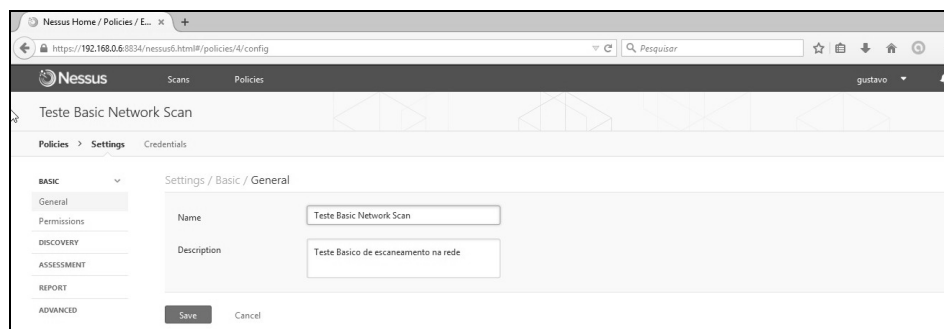 Nessus Home / Policies / E... × +
https://192.168.0.6:8834/nessus6.html#/policies/4/config
Pesquisar
Nessus
Scans
Policies
gustavo
Teste Basic Network Scan
Policies > Settings
Credentials
BASIC
General
Permissions
DISCOVERY
ASSESSMENT
REPORT
ADVANCED
Settings / Basic / General
Name
Teste Basic Network Scan
Description
Teste Basico de escaneamento na rede
Save
Cancel